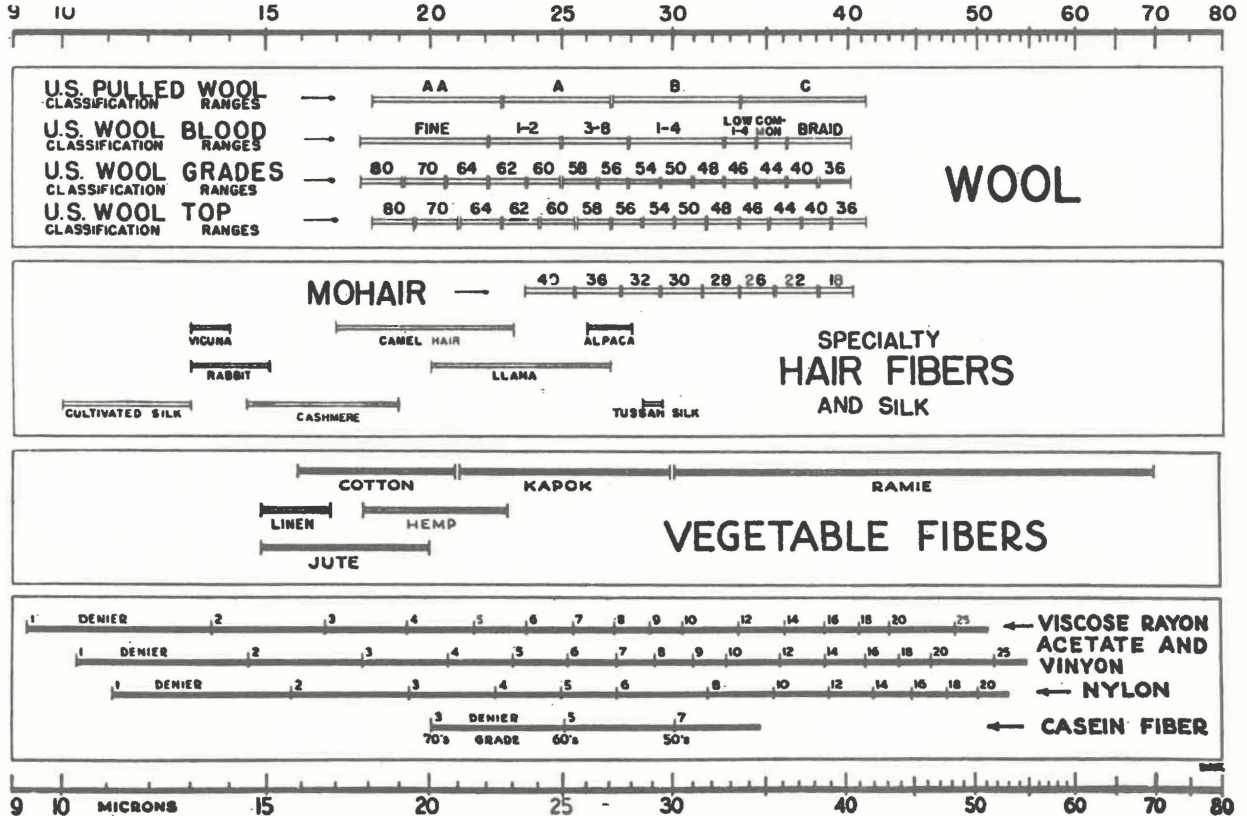 9 10 15 20 25 30 40 50 60 70 80
U.S. PULLED WOOL
CLASSIFICATION RANGES
AA A B C
U.S. WOOL BLOOD
CLASSIFICATION RANGES
FINE 1-2 3-8 1-4 LOW 1-4 COM-MON BRAID
U.S. WOOL GRADES
CLASSIFICATION RANGES
80 70 64 62 60 58 56 54 50 48 46 44 40 36
U.S. WOOL TOP
CLASSIFICATION RANGES
80 70 64 62 60 58 56 54 50 48 46 44 40 36
WOOL
MOHAIR
40 36 32 30 28 26 22 18
VICUNA CAMEL HAIR ALPACA
RABBIT LLAMA
CULTIVATED SILK CASHMERE TUSSAH SILK
SPECIALTY
HAIR FIBERS
AND SILK
COTTON KAPOK RAMIE
LINEN HEMP
JUTE
VEGETABLE FIBERS
1 DENIER 2 3 4 5 6 7 8 9 10 12 14 16 18 20 25
VISCOSE RAYON
1 DENIER 2 3 4 5 6 7 8 9 10 12 14 16 18 20 25
ACETATE AND
VINYON
1 DENIER 2 3 4 5 6 8 10 12 14 16 18 20
NYLON
3 DENIER 5 7
70's GRADE 60's 50's
CASEIN FIBER
9 10 MICRONS 15 20 25 30 40 50 60 70 80